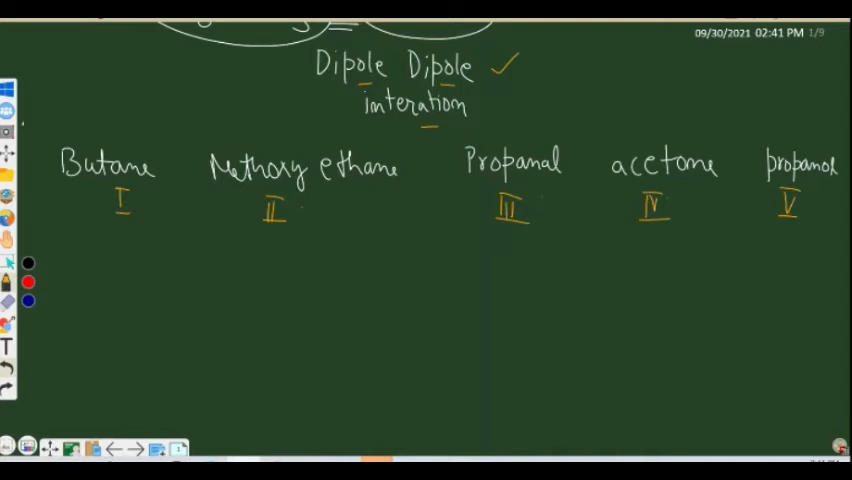 09/30/2021 02:41 PM 1/9
Dipole Dipole ✓
interation
Butane Methoxy ethane Propanal acetone propanol
I II III IV V
T
1